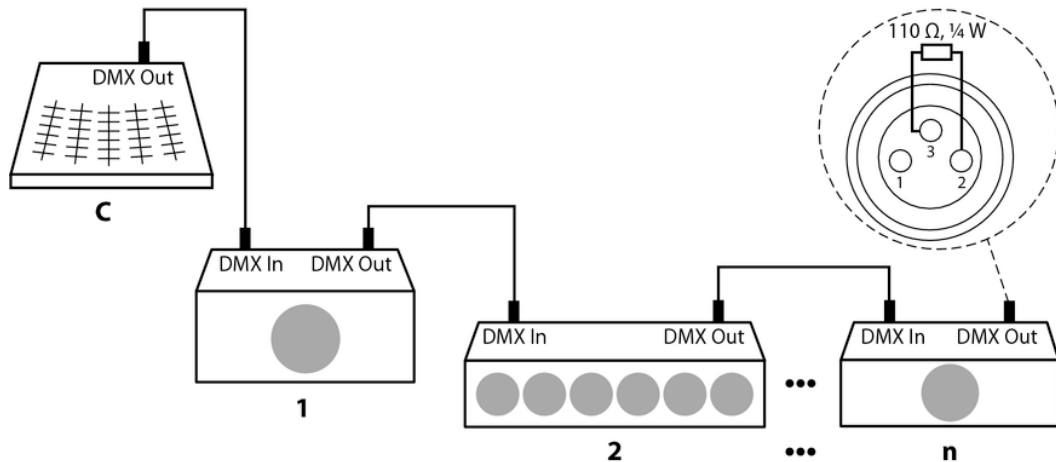 110 Ω, ¼ W
3
1
2
DMX Out
C
DMX In
DMX Out
1
DMX In
DMX Out
2
•••
•••
DMX In
DMX Out
n